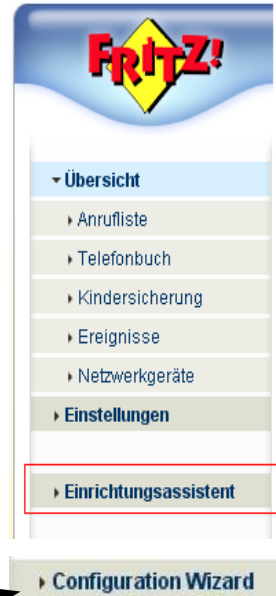 FRITZ!
Übersicht
Anrufliste
Telefonbuch
Kindersicherung
Ereignisse
Netzwerkgeräte
Einstellungen
Einrichtungsassistent
Configuration Wizard